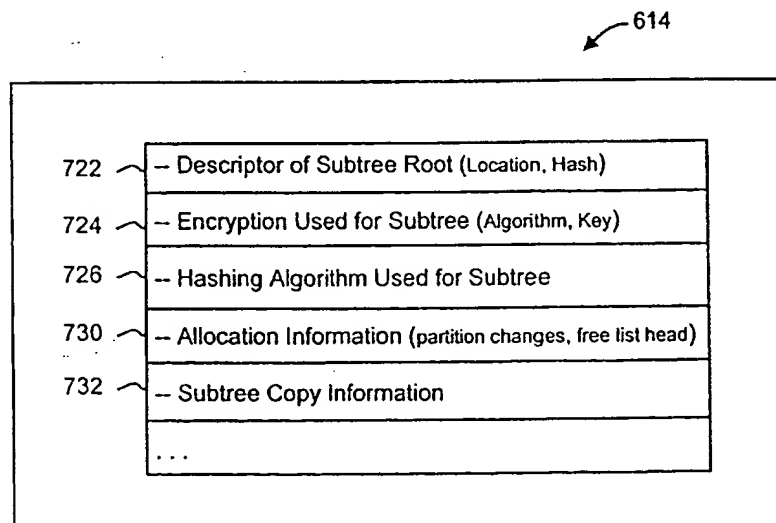 614
722 -- Descriptor of Subtree Root (Location, Hash)
724 -- Encryption Used for Subtree (Algorithm, Key)
726 -- Hashing Algorithm Used for Subtree
730 -- Allocation Information (partition changes, free list head)
732 -- Subtree Copy Information
. . .